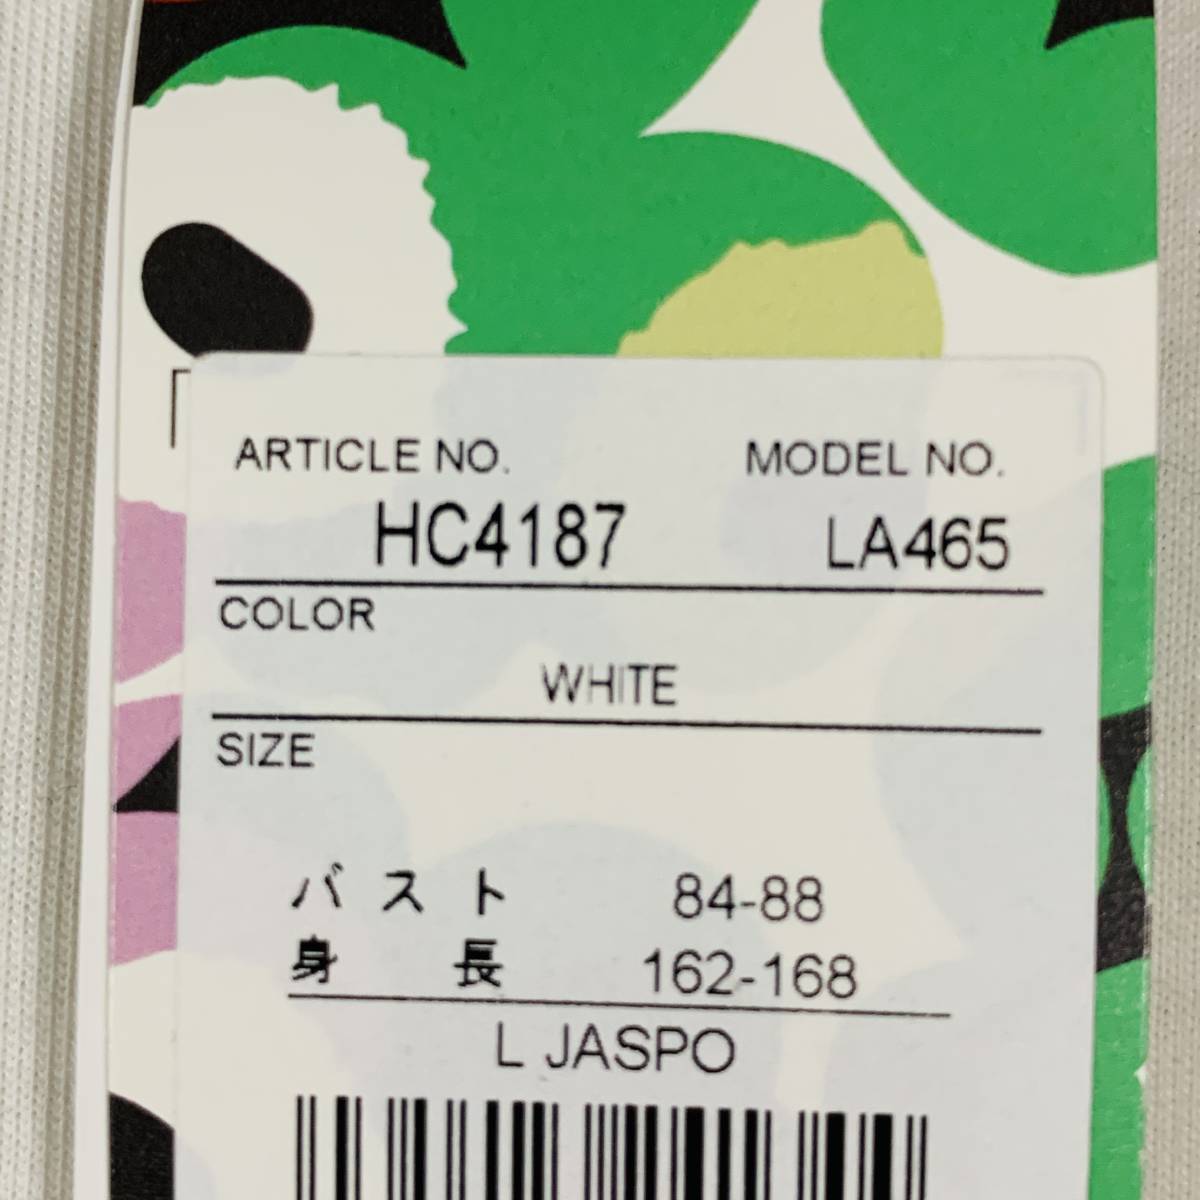 ARTICLE NO. MODEL NO.
HC4187 LA465
COLOR
WHITE
SIZE
バスト 84-88
身長 162-168
L JASPO